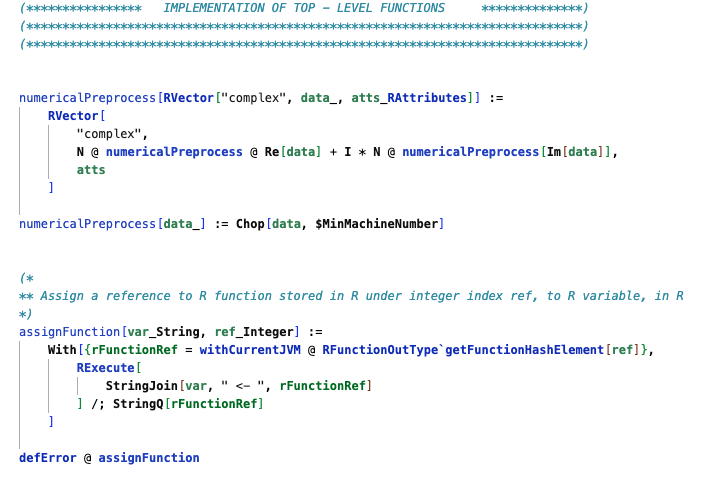 (****************   IMPLEMENTATION OF TOP - LEVEL FUNCTIONS     **************)
(*****************************************************************************)
(*****************************************************************************)
numericalPreprocess[RVector["complex", data_, atts_RAttributes]] :=
    RVector[
        "complex",
        N @ numericalPreprocess @ Re[data] + I * N @ numericalPreprocess[Im[data]],
        atts
    ]
numericalPreprocess[data_] := Chop[data, $MinMachineNumber]
(*
** Assign a reference to R function stored in R under integer index ref, to R variable, in R
*)
assignFunction[var_String, ref_Integer] :=
    With[{rFunctionRef = withCurrentJVM @ RFunctionOutType`getFunctionHashElement[ref]},
        RExecute[
            StringJoin[var, " <- ", rFunctionRef]
        ] /; StringQ[rFunctionRef]
    ]
defError @ assignFunction